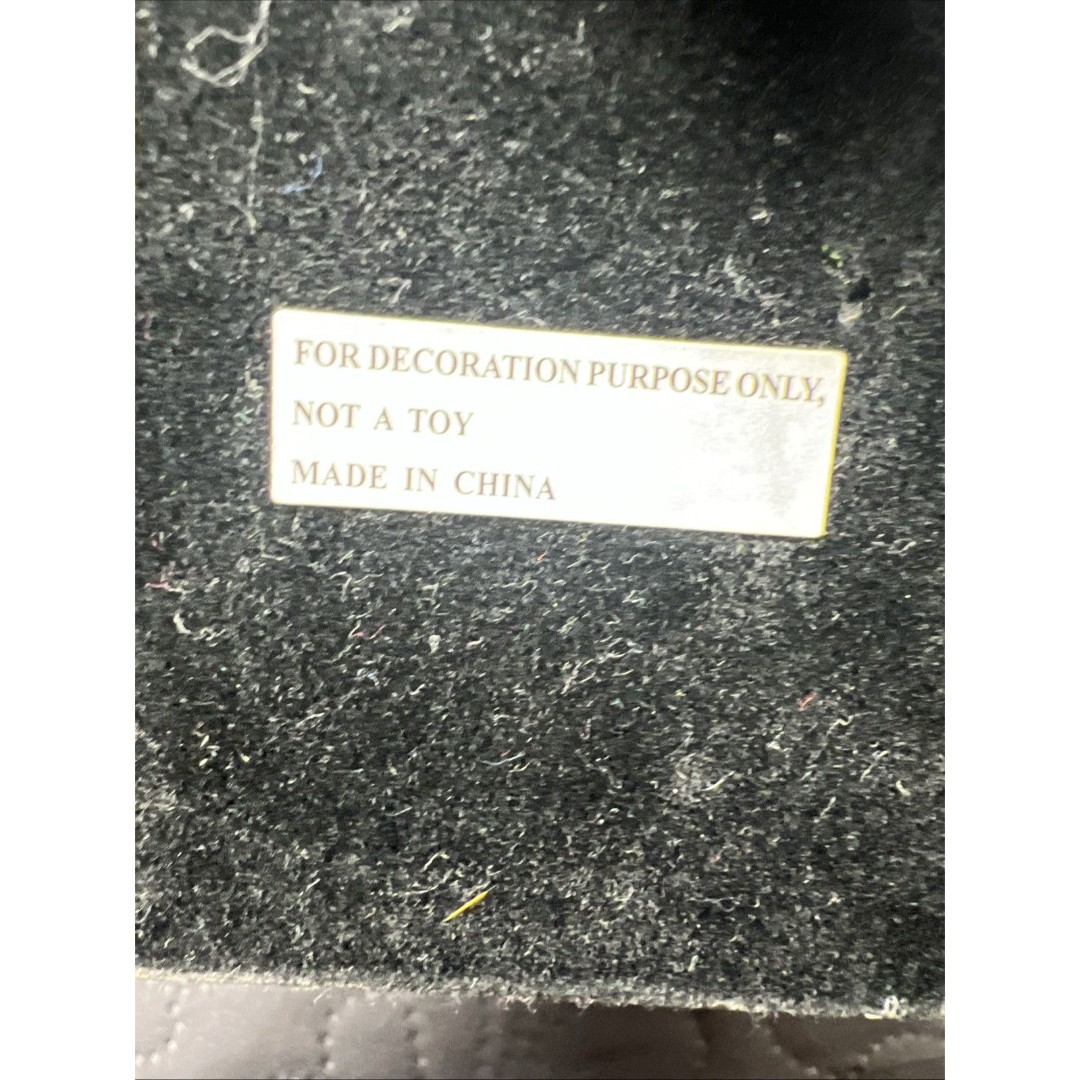 FOR DECORATION PURPOSE ONLY,
NOT A TOY
MADE IN CHINA